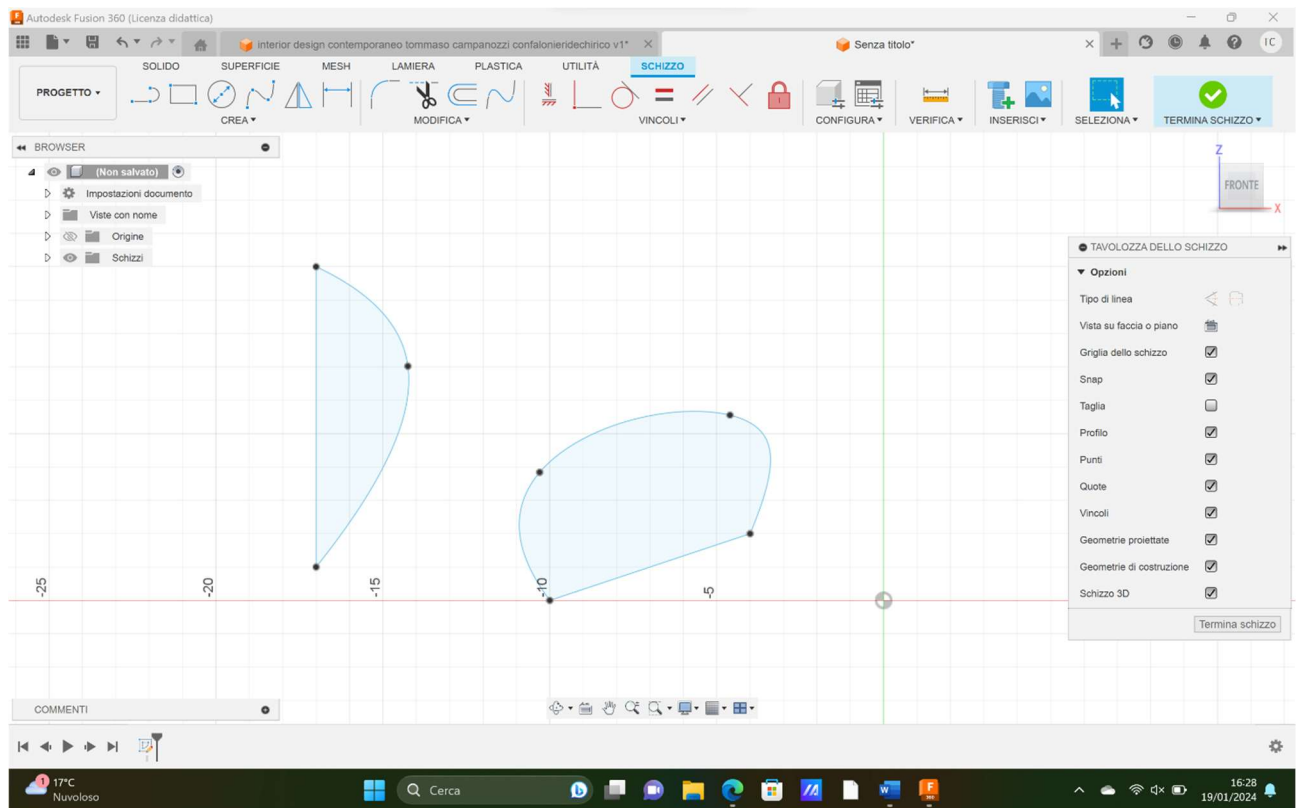 Autodesk Fusion 360 (Licenza didattica)
interior design contemporaneo tommaso campanozzi confalonieridechirico v1*
Senza titolo*
IC
SOLIDO SUPERFICIE MESH LAMIERA PLASTICA UTILITÀ SCHIZZO
PROGETTO
CREA MODIFICA VINCOLI CONFIGURA VERIFICA INSERISCI SELEZIONA TERMINA SCHIZZO
BROWSER
(Non salvato)
Impostazioni documento
Viste con nome
Origine
Schizzi
Z
FRONTE
X
TAVOLOZZA DELLO SCHIZZO
Opzioni
Tipo di linea
Vista su faccia o piano
Griglia dello schizzo
Snap
Taglia
Profilo
Punti
Quote
Vincoli
Geometrie proiettate
Geometrie di costruzione
Schizzo 3D
Termina schizzo
-25 -20 -15 -10 -5
COMMENTI
1
17°C
Nuvoloso
Cerca
16:28
19/01/2024